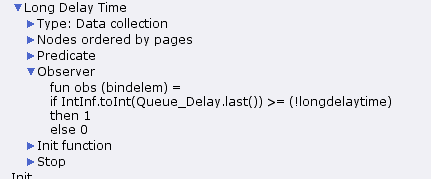 Long Delay Time
Type: Data collection
Nodes ordered by pages
Predicate
Observer
fun obs (bindelem) =
if IntInf.toInt(Queue_Delay.last()) >= (!longdelaytime)
then 1
else 0
Init function
Stop
Init